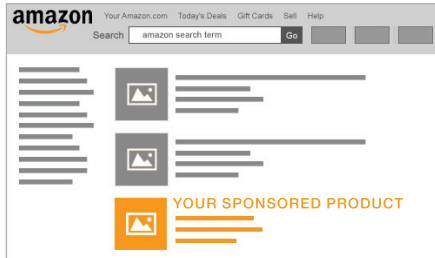 amazon
Your Amazon.com Today's Deals Gift Cards Sell Help
Search amazon search term Go
YOUR SPONSORED PRODUCT